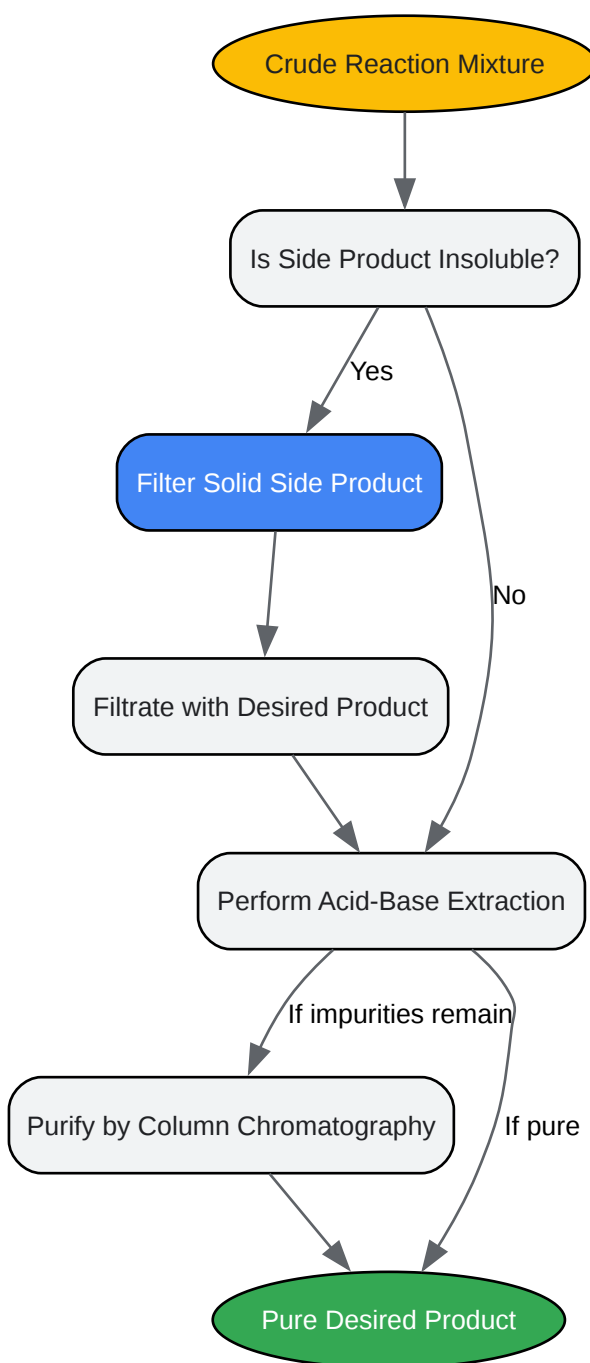 Crude Reaction Mixture
Is Side Product Insoluble?
Yes
Filter Solid Side Product
No
Filtrate with Desired Product
Perform Acid-Base Extraction
If impurities remain
Purify by Column Chromatography
If pure
Pure Desired Product